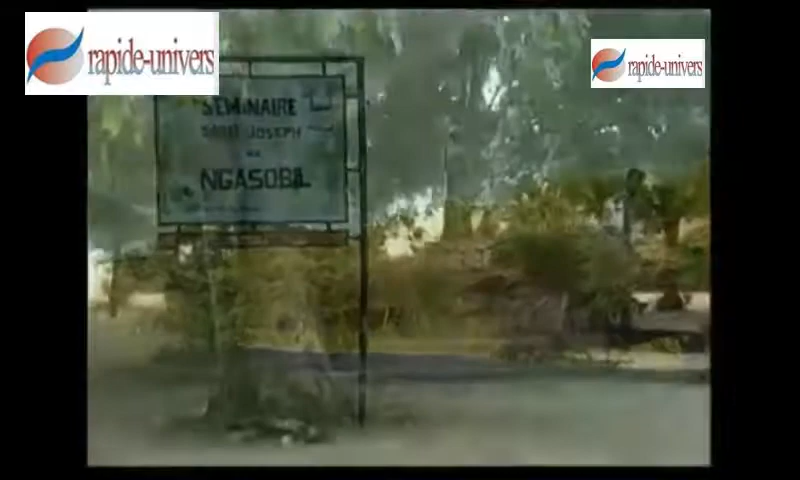 rapide-univers
rapide-univers
SEMINAIRE
SAINT JOSEPH
NGASOBIL